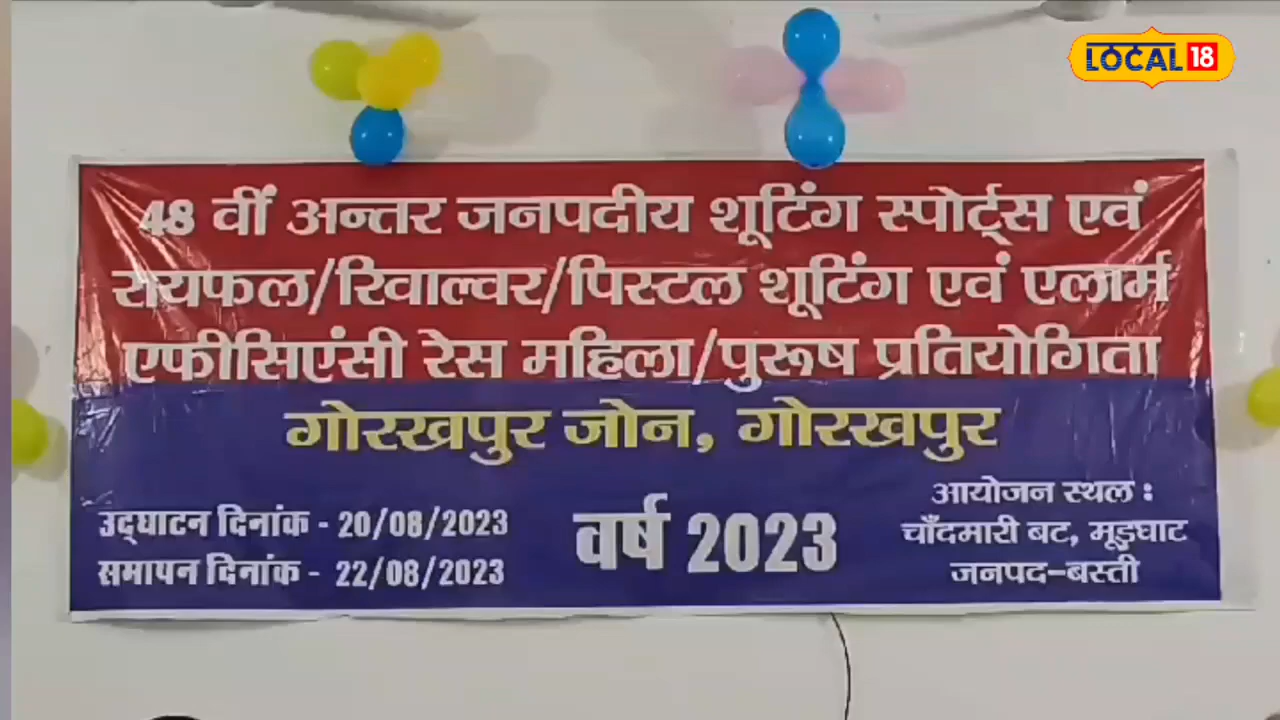 LOCAL 18
48 वीं अन्तर जनपदीय शूटिंग स्पोर्ट्स एवं
रायफल/रिवाल्वर/पिस्टल शूटिंग एवं एलार्म
एफीसिएंसी रेस महिला/पुरूष प्रतियोगिता
गोरखपुर जोन, गोरखपुर
उद्घाटन दिनांक - 20/08/2023
समापन दिनांक - 22/08/2023
वर्ष 2023
आयोजन स्थल :
चाँदमारी बट, मूड़घाट
जनपद-बस्ती